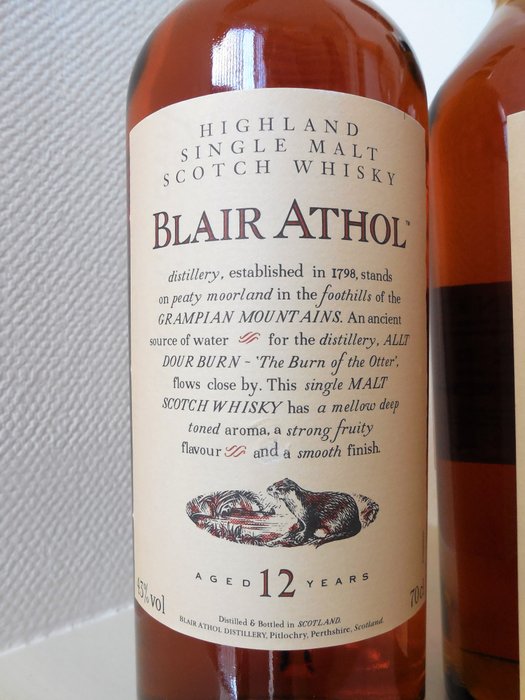 HIGHLAND
SINGLE MALT
SCOTCH WHISKY
BLAIR ATHOL™
distillery, established in 1798, stands
on peaty moorland in the foothills of the
GRAMPIAN MOUNTAINS. An ancient
source of water for the distillery, ALLT
DOUR BURN - 'The Burn of the Otter',
flows close by. This single MALT
SCOTCH WHISKY has a mellow deep
toned aroma, a strong fruity
flavour and a smooth finish.
AGED 12 YEARS
43% vol
70cl
Distilled & Bottled in SCOTLAND.
BLAIR ATHOL DISTILLERY, Pitlochry, Perthshire, Scotland.